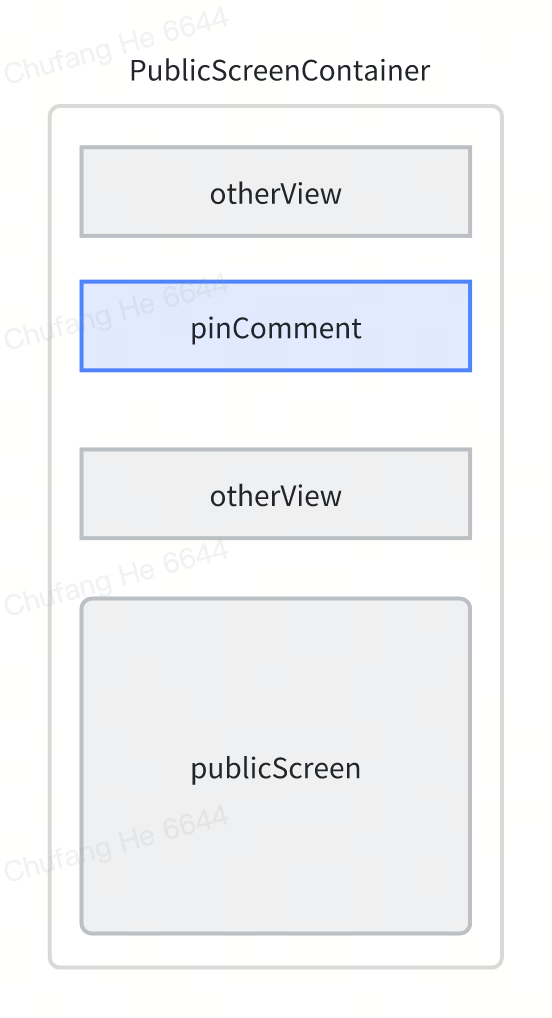 Chufang He 6644
PublicScreenContainer
otherView
Chufang He 6644
pinComment
otherView
Chufang He 6644
publicScreen
Chufang He 6644